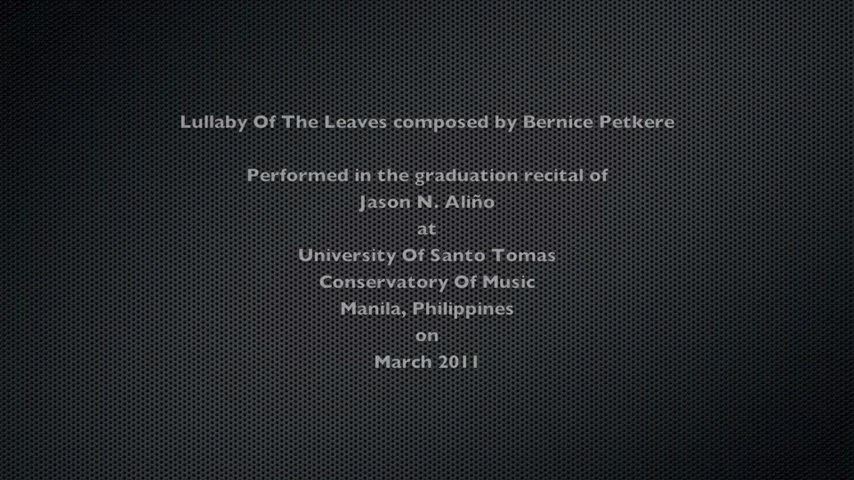 Lullaby Of The Leaves composed by Bernice Petkere
Performed in the graduation recital of
Jason N. Aliño
at
University Of Santo Tomas
Conservatory Of Music
Manila, Philippines
on
March 2011